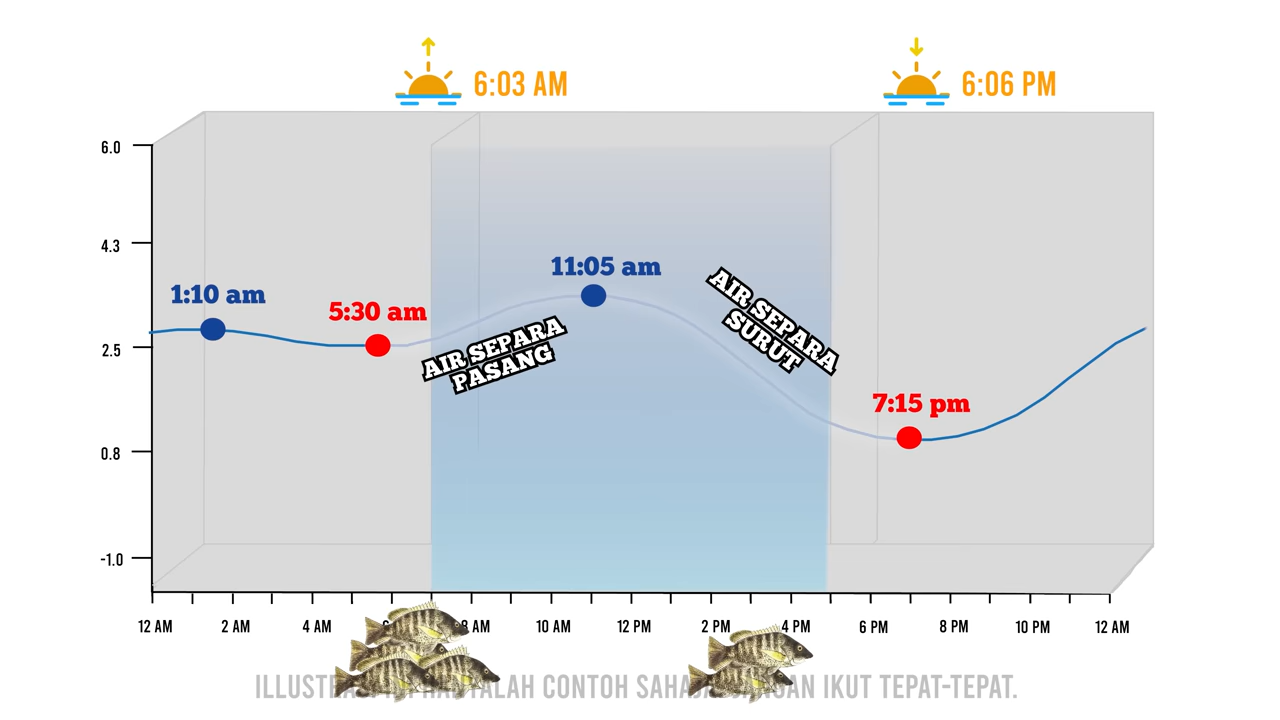 6:03 AM
6:06 PM
6.0
4.3
2.5
0.8
-1.0
1:10 am
5:30 am
11:05 am
7:15 pm
AIR SEPARA
PASANG
AIR SEPARA
SURUT
12 AM 2 AM 4 AM 8 AM 10 AM 12 PM 2 PM 4 PM 6 PM 8 PM 10 PM 12 AM
CONTOH IKUT TEPAT-TEPAT.